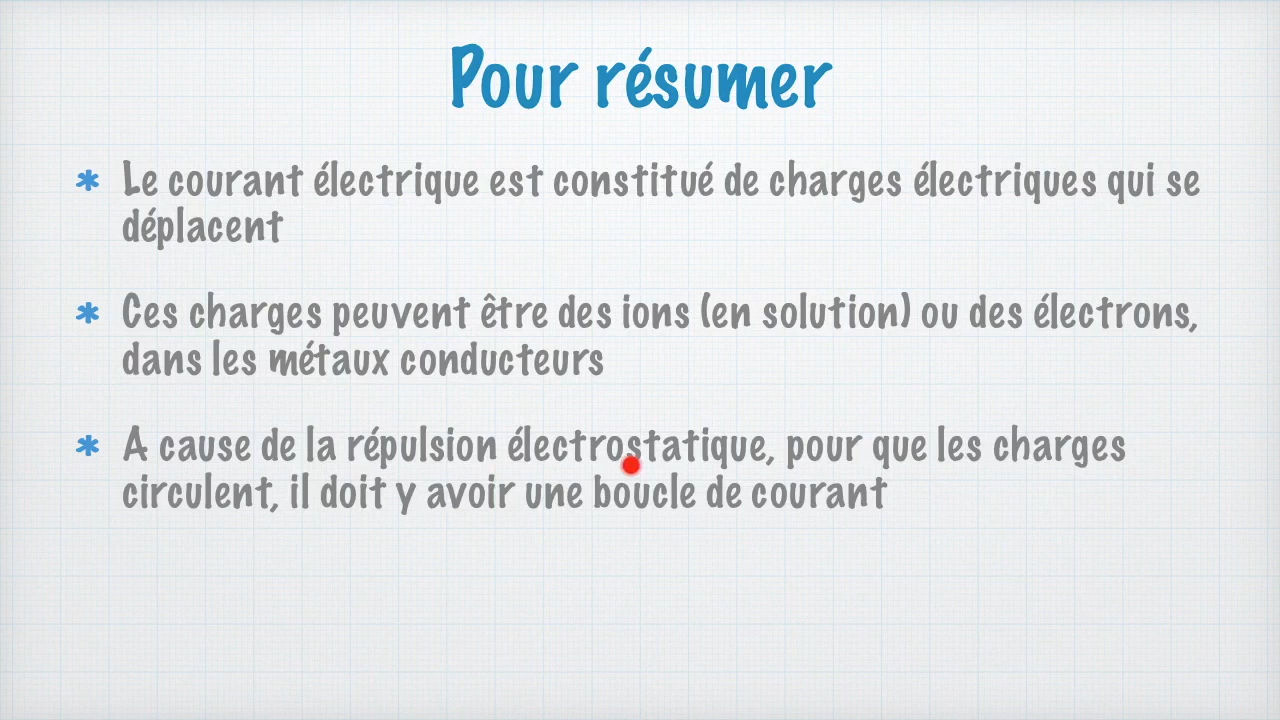 Pour résumer
* Le courant électrique est constitué de charges électriques qui se
déplacent
* Ces charges peuvent être des ions (en solution) ou des électrons,
dans les métaux conducteurs
* A cause de la répulsion électrostatique, pour que les charges
circulent, il doit y avoir une boucle de courant